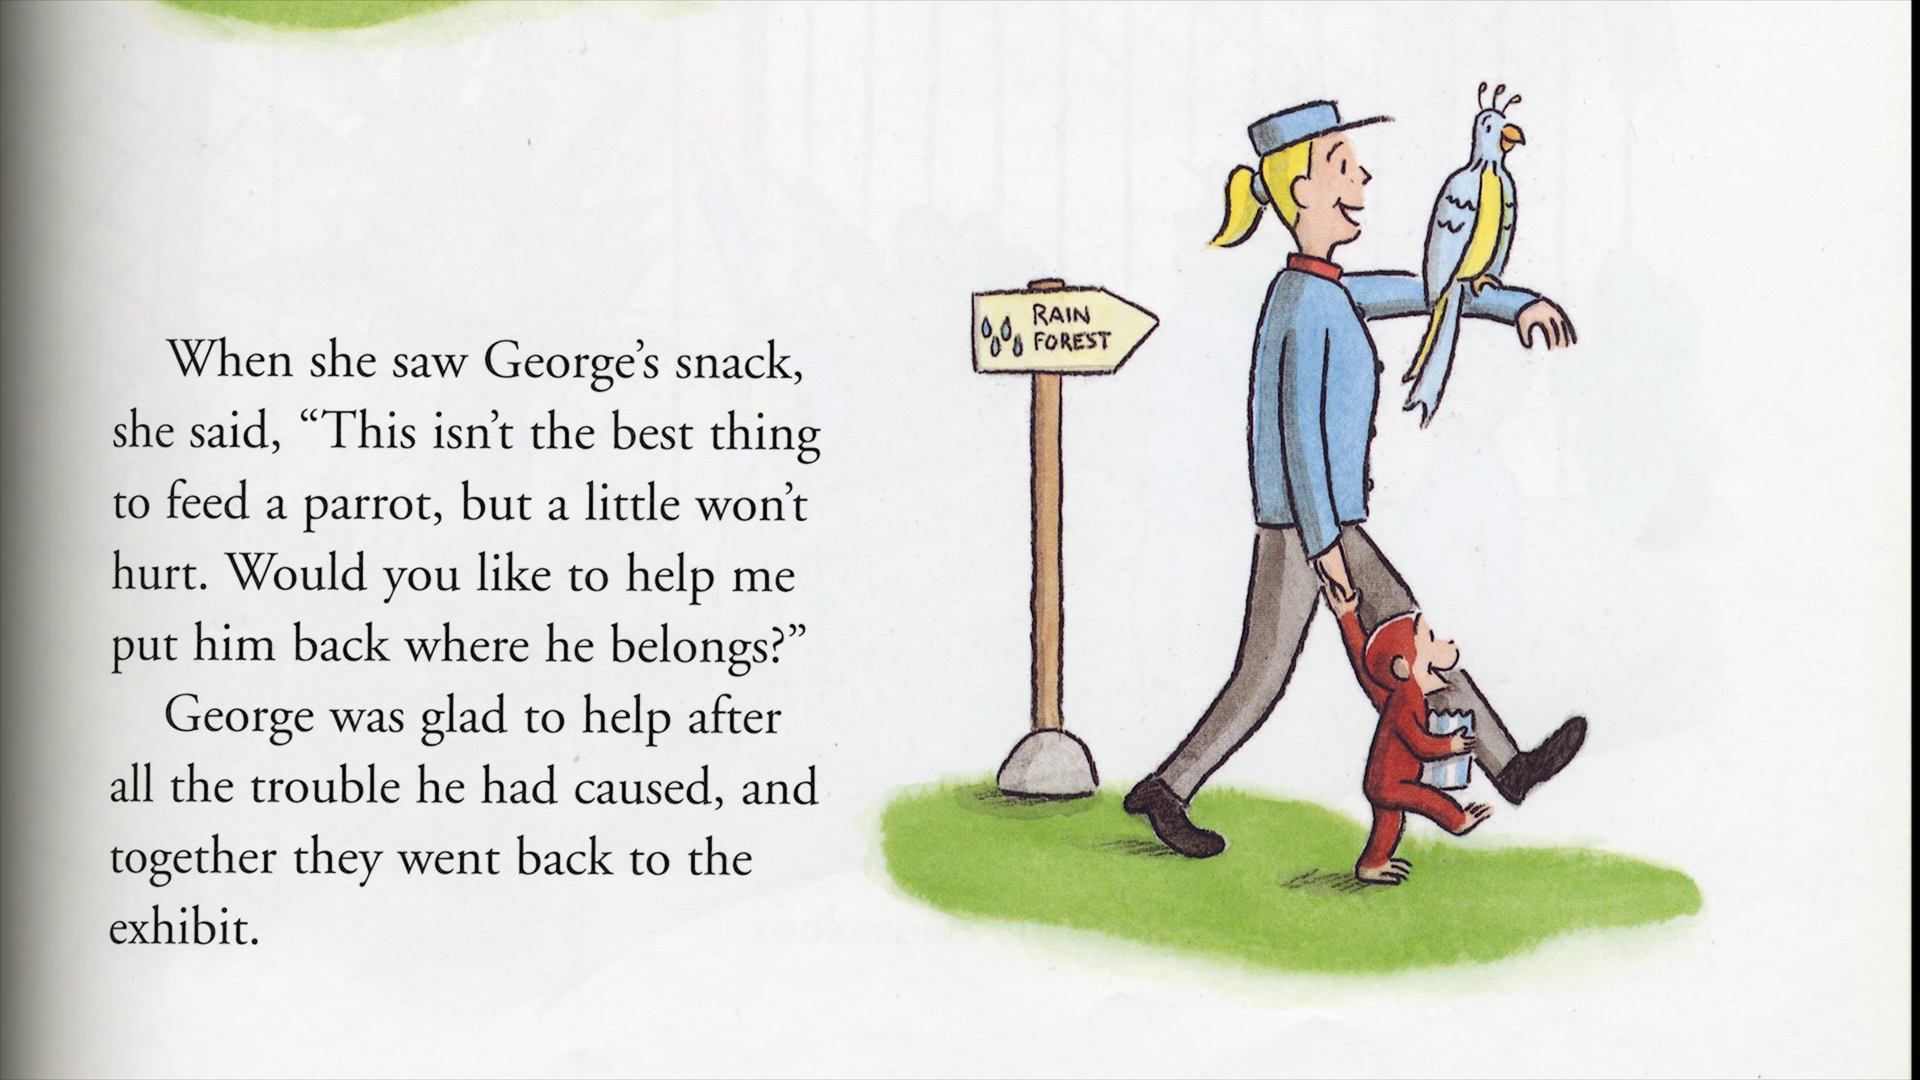 When she saw George’s snack,
she said, “This isn’t the best thing
to feed a parrot, but a little won’t
hurt. Would you like to help me
put him back where he belongs?”
George was glad to help after
all the trouble he had caused, and
together they went back to the
exhibit.
RAIN
FOREST